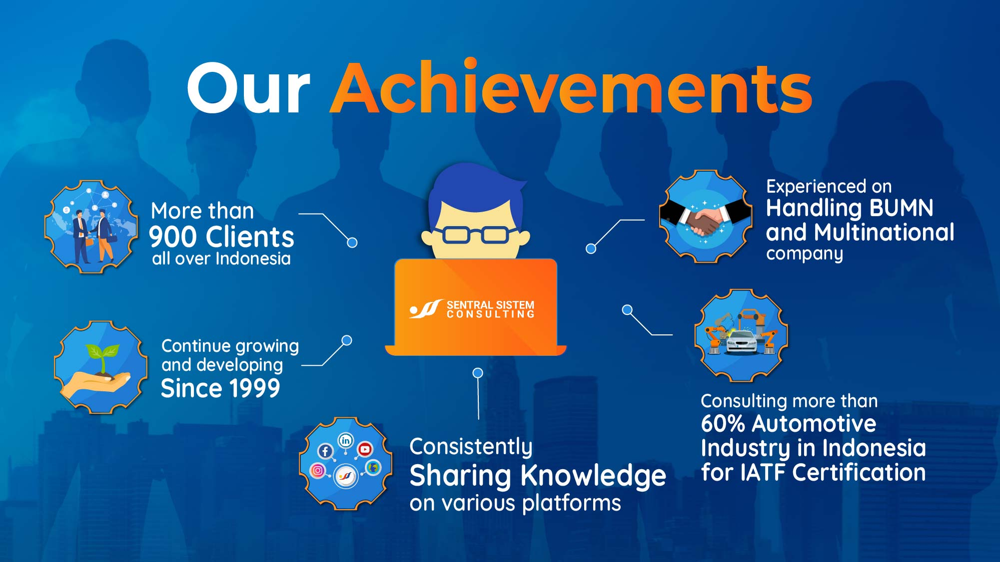 Our Achievements
More than
900 Clients
all over Indonesia
Continue growing
and developing
Since 1999
SENTRAL SISTEM
CONSULTING
Experienced on
Handling BUMN
and Multinational
company
Consulting more than
60% Automotive
Industry in Indonesia
for IATF Certification
in
f
$
Consistently
Sharing Knowledge
on various platforms